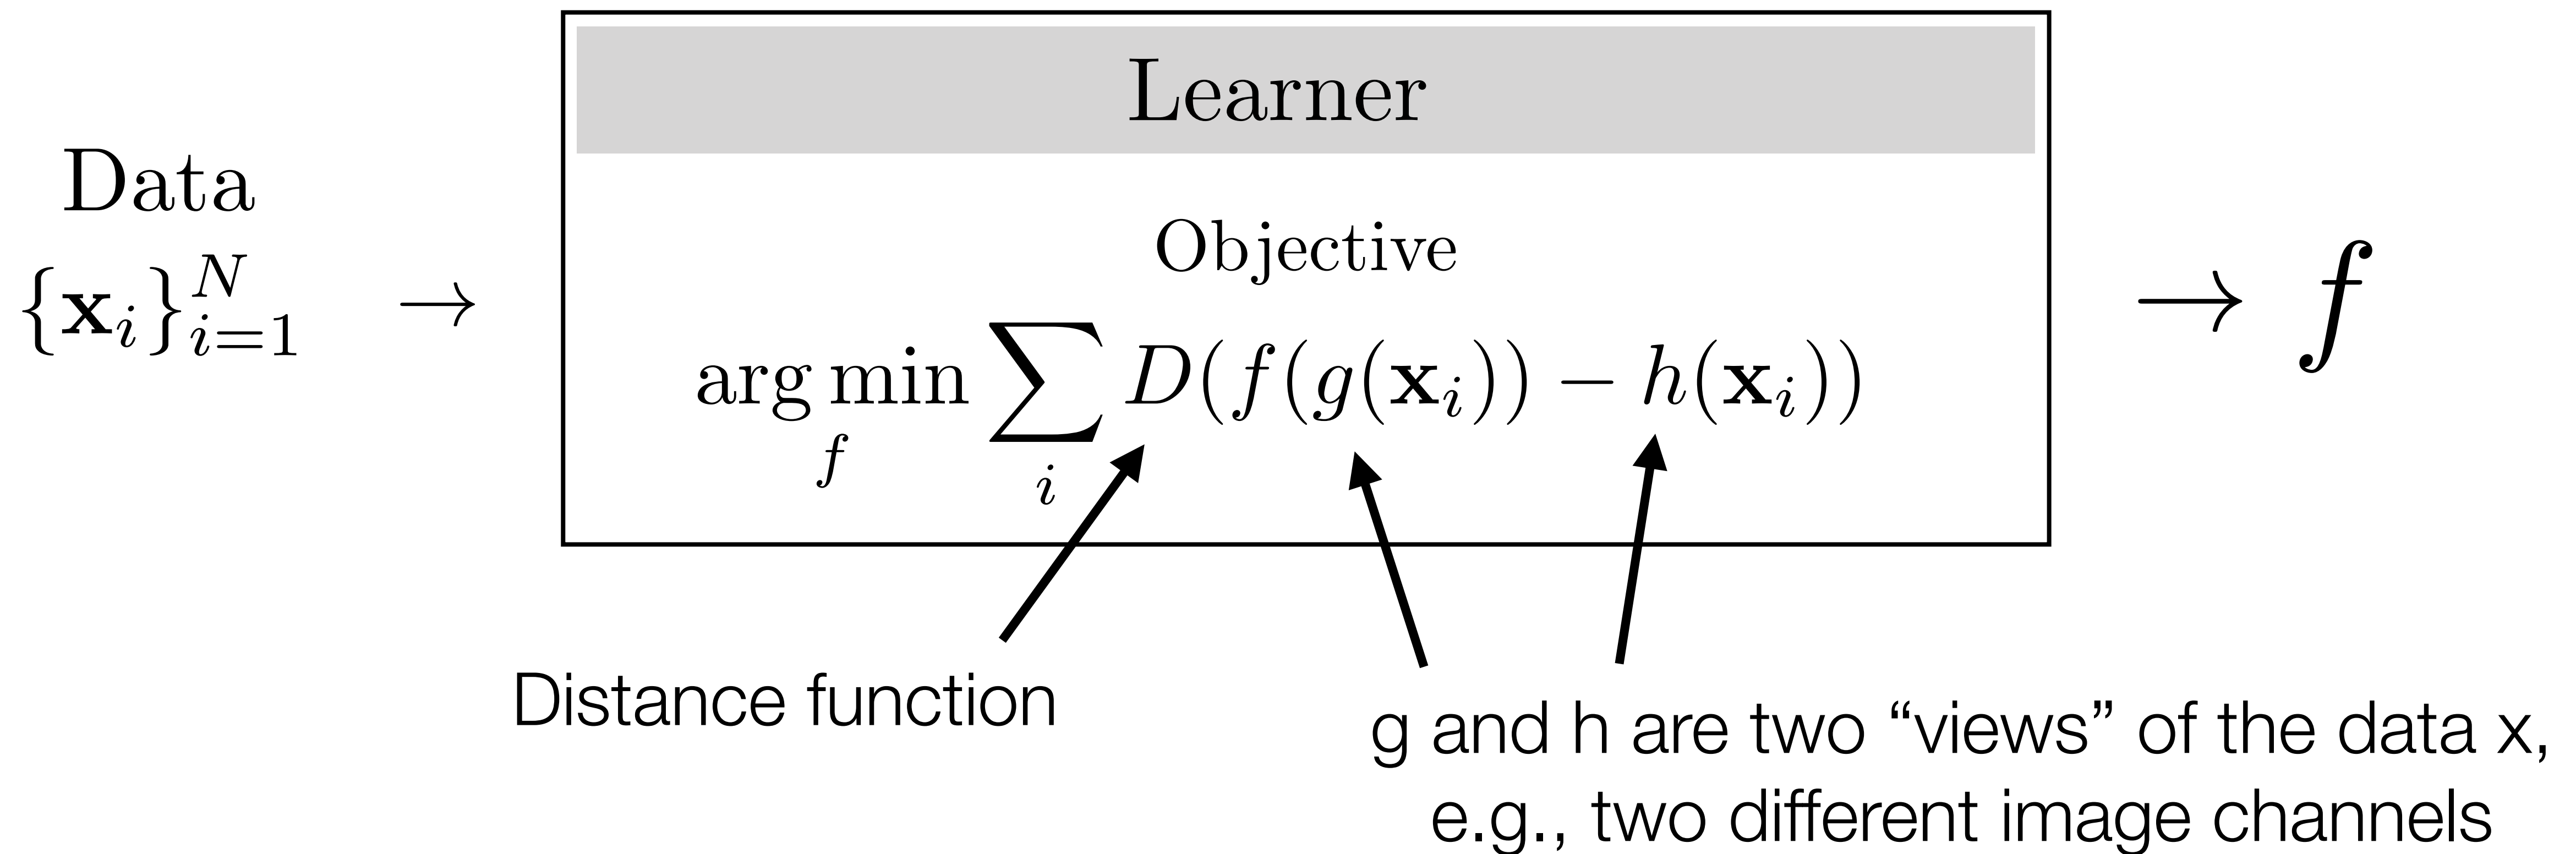 Learner
Data
{x_i}_{i=1}^N → 
Objective
arg min_f ∑_i D(f(g(x_i)) − h(x_i))
→ f
Distance function
g and h are two “views” of the data x,
e.g., two different image channels